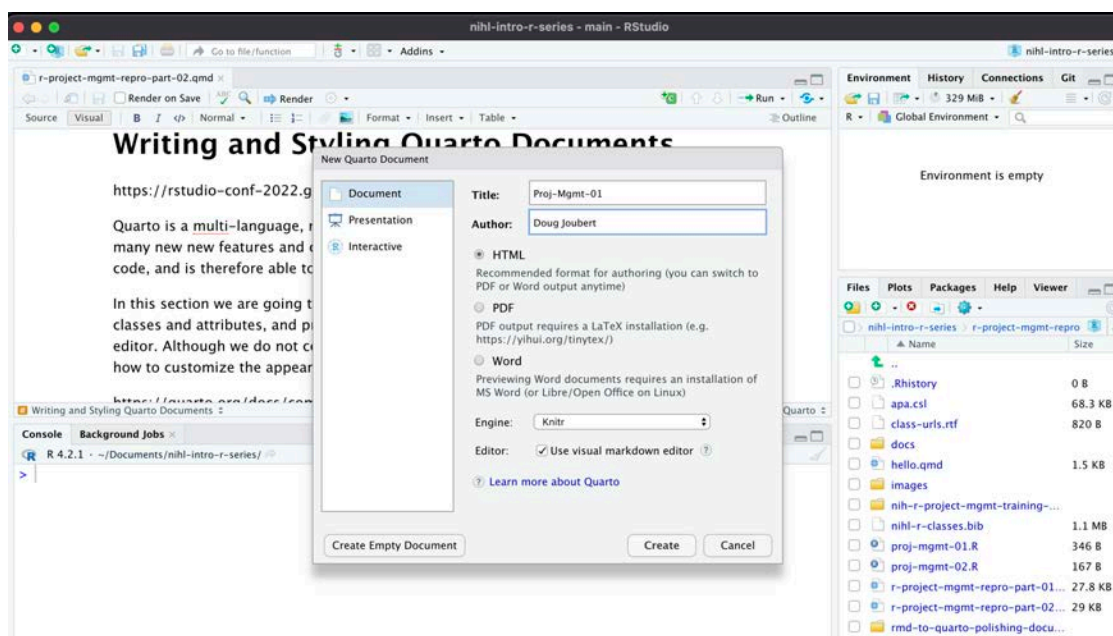 nihl-intro-r-series - main - RStudio
Go to file/function Addins nihl-intro-r-series
r-project-mgmt-repro-part-02.qmd
Render on Save Render Run
Source Visual B I </> Normal Format Insert Table Outline
Writing and Styling Quarto Documents
https://rstudio-conf-2022.g
Quarto is a multi-language, r
many new new features and
code, and is therefore able to
In this section we are going t
classes and attributes, and p
editor. Although we do not c
how to customize the appear
Writing and Styling Quarto Documents Quarto
Console Background Jobs
R 4.2.1 · ~/Documents/nihl-intro-r-series/
>
New Quarto Document
Document
Presentation
Interactive
Title: Proj-Mgmt-01
Author: Doug Joubert
HTML
Recommended format for authoring (you can switch to
PDF or Word output anytime)
PDF
PDF output requires a LaTeX installation (e.g.
https://yihui.org/tinytex/)
Word
Previewing Word documents requires an installation of
MS Word (or Libre/Open Office on Linux)
Engine: Knitr
Editor: Use visual markdown editor ?
? Learn more about Quarto
Create Empty Document Create Cancel
Environment History Connections Git
329 MiB
R Global Environment
Environment is empty
Files Plots Packages Help Viewer
nihl-intro-r-series r-project-mgmt-repro
Name Size
..
.Rhistory 0 B
apa.csl 68.3 KB
class-urls.rtf 820 B
docs
hello.qmd 1.5 KB
images
nih-r-project-mgmt-training-...
nihl-r-classes.bib 1.1 MB
proj-mgmt-01.R 346 B
proj-mgmt-02.R 167 B
r-project-mgmt-repro-part-01... 27.8 KB
r-project-mgmt-repro-part-02... 29 KB
rmd-to-quarto-polishing-docu...